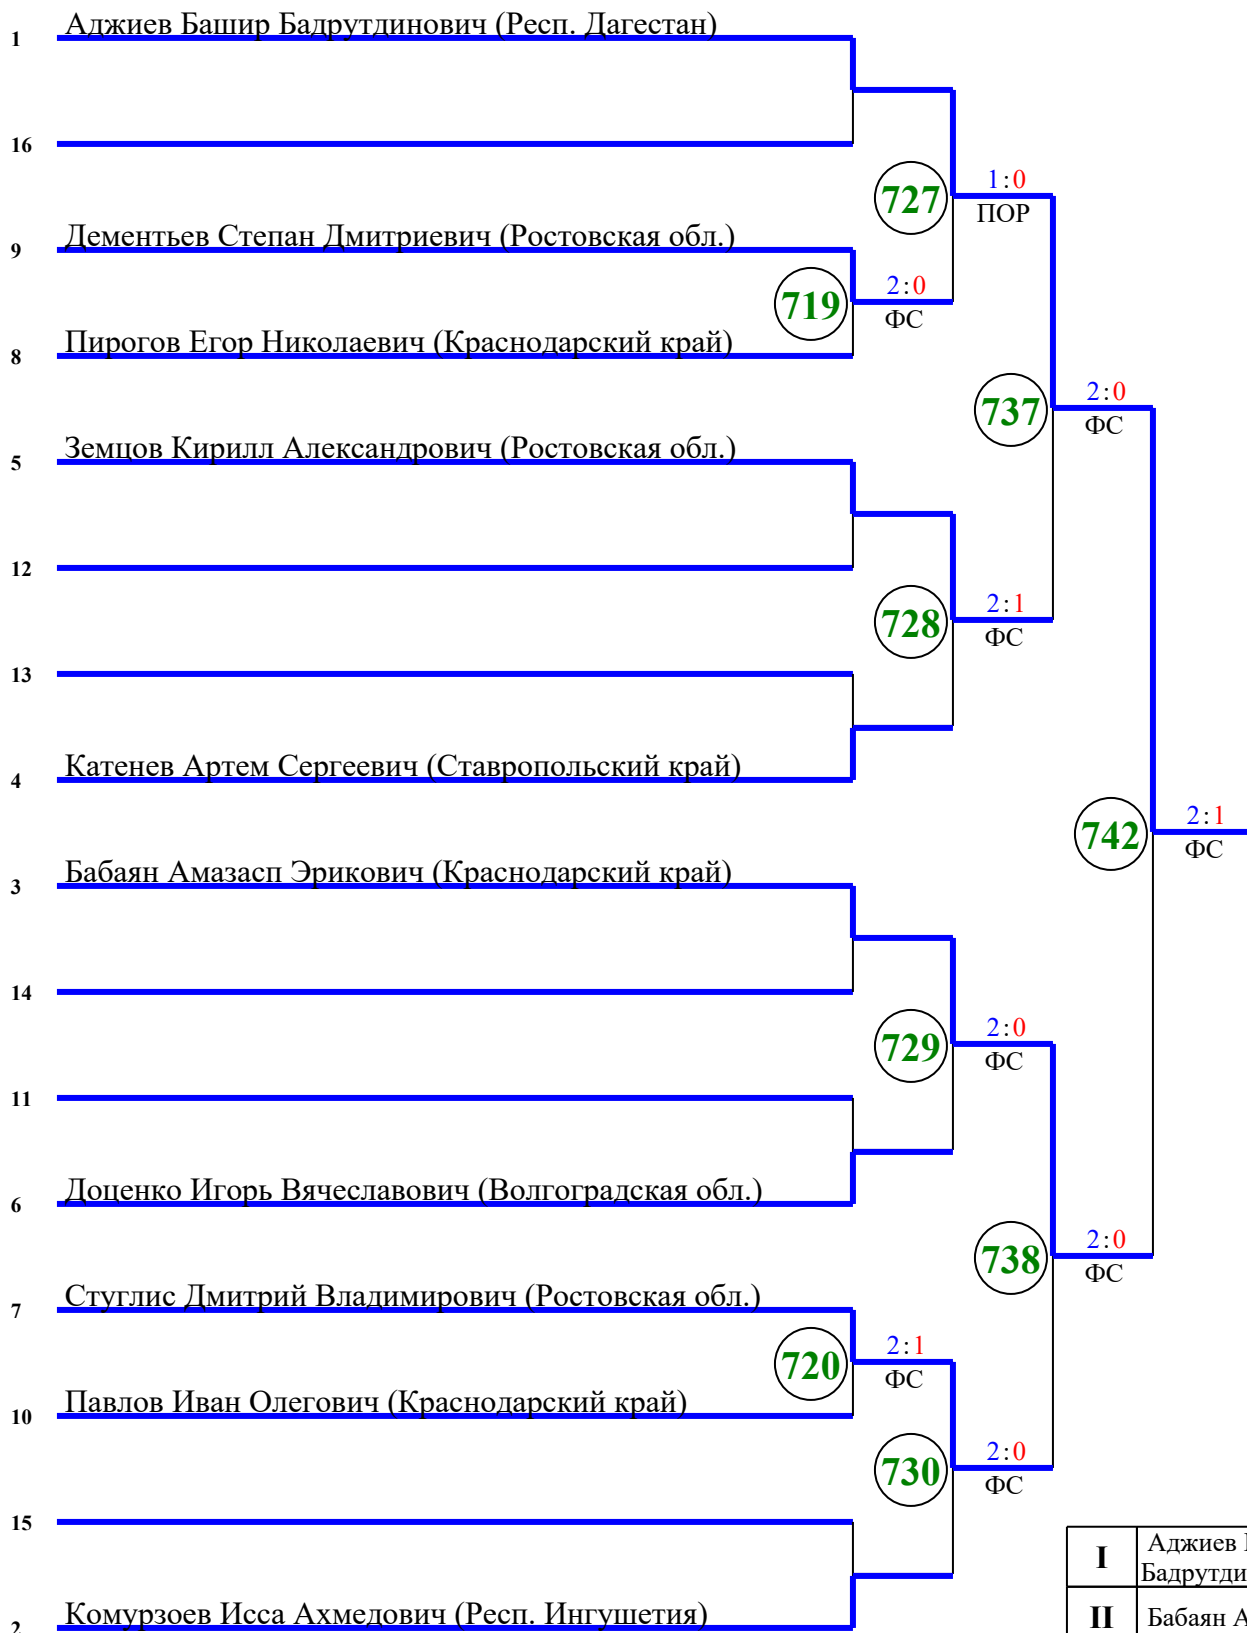 1 Аджиев Башир Бадрутдинович (Респ. Дагестан)
16
727
1:0
ПОР
9 Дементьев Степан Дмитриевич (Ростовская обл.)
719
2:0
ФС
8 Пирогов Егор Николаевич (Краснодарский край)
737
2:0
ФС
5 Земцов Кирилл Александрович (Ростовская обл.)
12
728
2:1
ФС
13
4 Катенев Артем Сергеевич (Ставропольский край)
742
2:1
ФС
3 Бабаян Амазасп Эрикович (Краснодарский край)
14
729
2:0
ФС
11
6 Доценко Игорь Вячеславович (Волгоградская обл.)
738
2:0
ФС
7 Стуглис Дмитрий Владимирович (Ростовская обл.)
720
2:1
ФС
10 Павлов Иван Олегович (Краснодарский край)
730
2:0
ФС
15
I Аджиев
Бадрутди
II Бабаян А
2 Комурзоев Исса Ахмедович (Респ. Ингушетия)